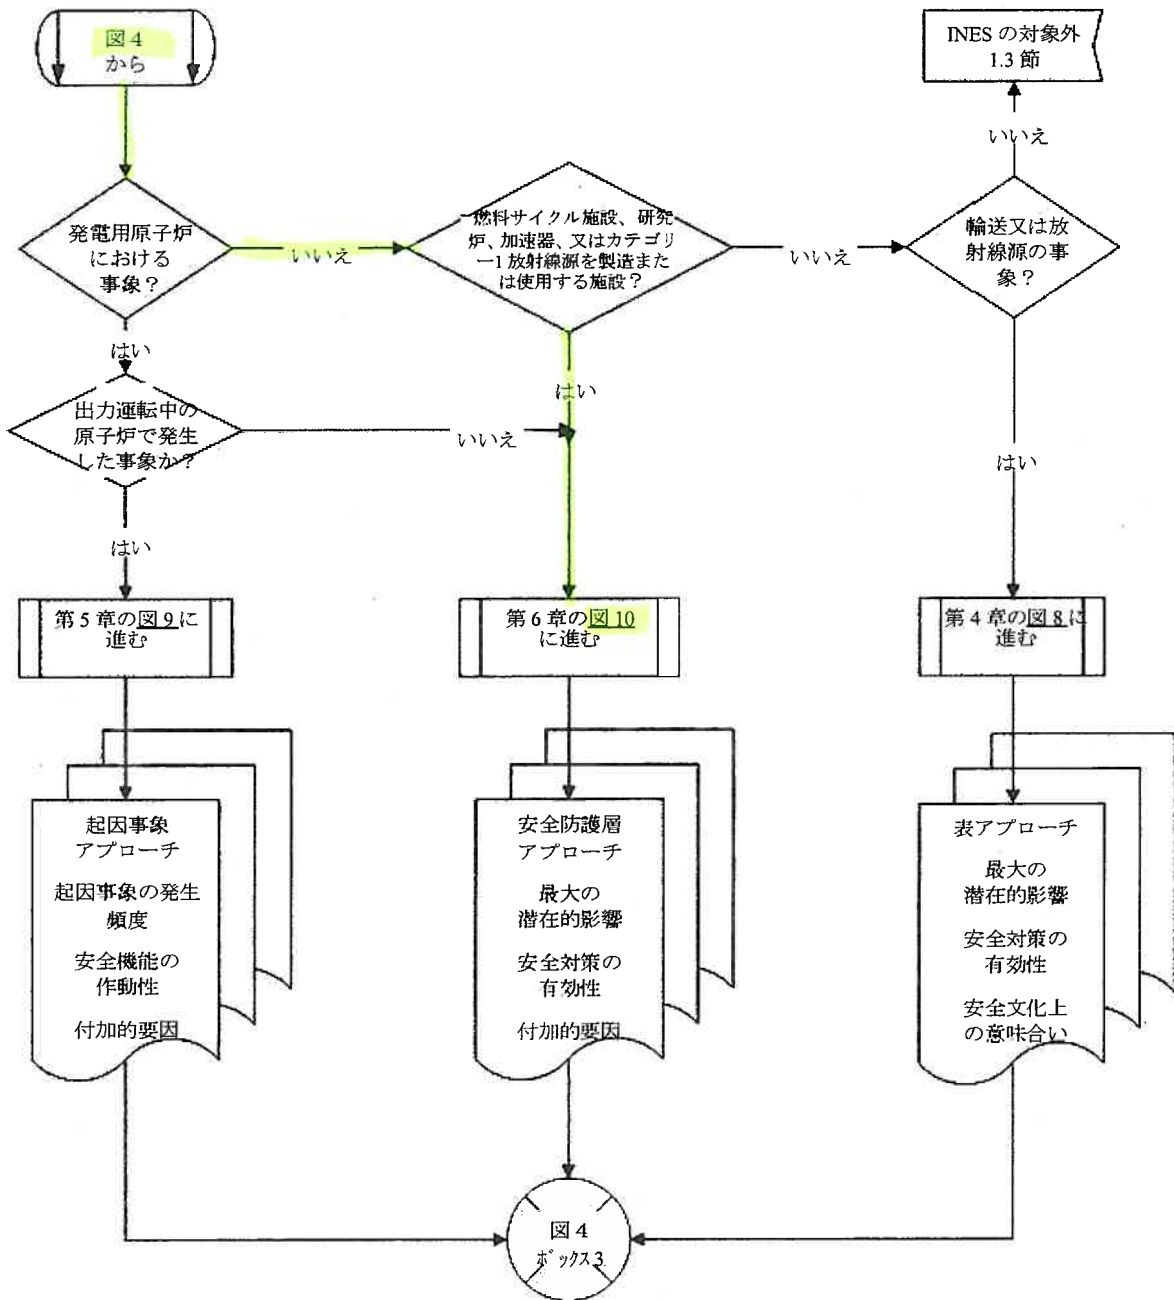 図4
から
INES の対象外
1.3 節
いいえ
発電用原子炉
における
事象?
いいえ
燃料サイクル施設、研究
炉、加速器、又はカテゴリ
ー1 放射線源を製造また
は使用する施設?
いいえ
輸送又は放
射線源の事
象?
はい
はい
出力運転中の
原子炉で発生
した事象か?
いいえ
はい
はい
第5章の図9に
進む
第6章の図10
に進む
第4章の図8に
進む
起因事象
アプローチ
起因事象の発生
頻度
安全機能の
作動性
付加的要因
安全防護層
アプローチ
最大の
潜在的影響
安全対策の
有効性
付加的要因
表アプローチ
最大の
潜在的影響
安全対策の
有効性
安全文化上
の意味合い
図4
ボックス3